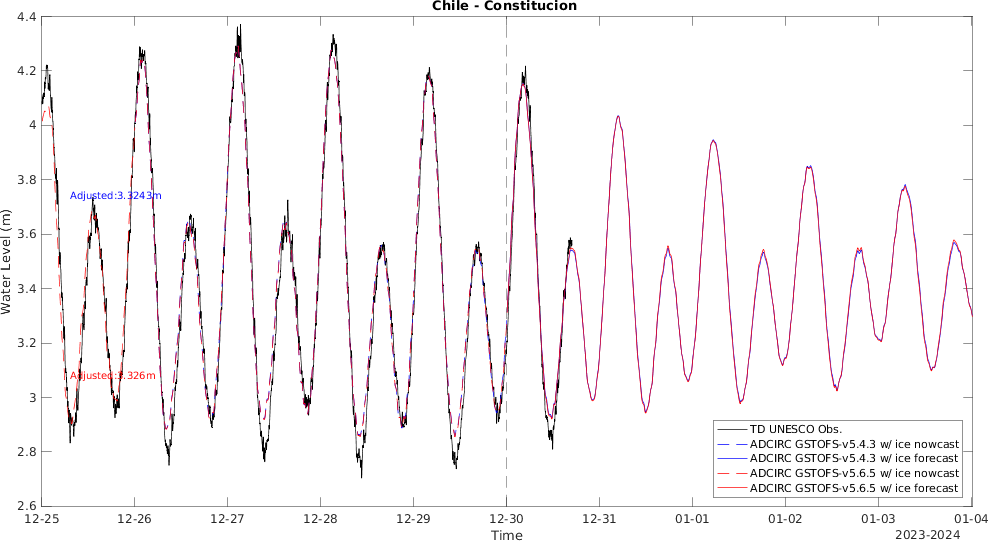 Chile - Constitucion
Water Level (m)
4.4
4.2
4
3.8
3.6
3.4
3.2
3
2.8
2.6
Adjusted:3.3243m
Adjusted:3.326m
TD UNESCO Obs.
ADCIRC GSTOFS-v5.4.3 w/ ice nowcast
ADCIRC GSTOFS-v5.4.3 w/ ice forecast
ADCIRC GSTOFS-v5.6.5 w/ ice nowcast
ADCIRC GSTOFS-v5.6.5 w/ ice forecast
12-25 12-26 12-27 12-28 12-29 12-30 12-31 01-01 01-02 01-03 01-04
Time
2023-2024